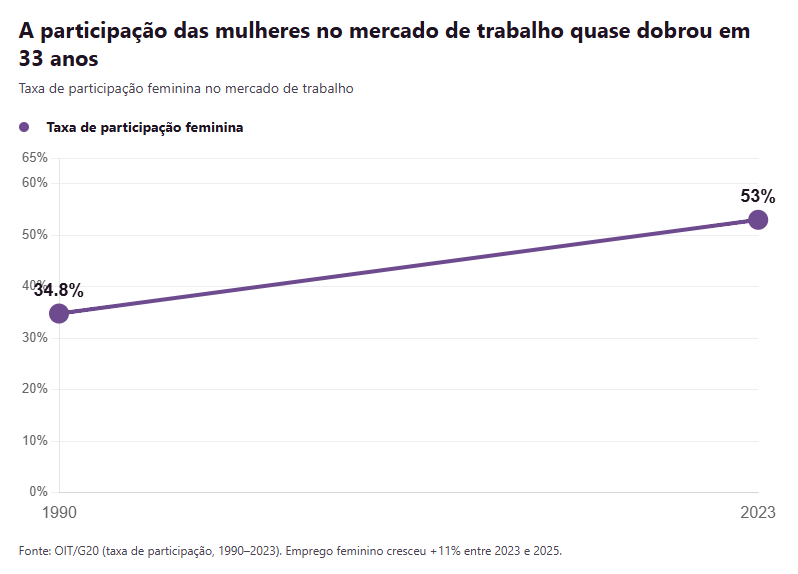 A participação das mulheres no mercado de trabalho quase dobrou em
33 anos
Taxa de participação feminina no mercado de trabalho
Taxa de participação feminina
65%
60%
53%
50%
40%
34.8%
30%
20%
10%
0%
1990
2023
Fonte: OIT/G20 (taxa de participação, 1990–2023). Emprego feminino cresceu +11% entre 2023 e 2025.